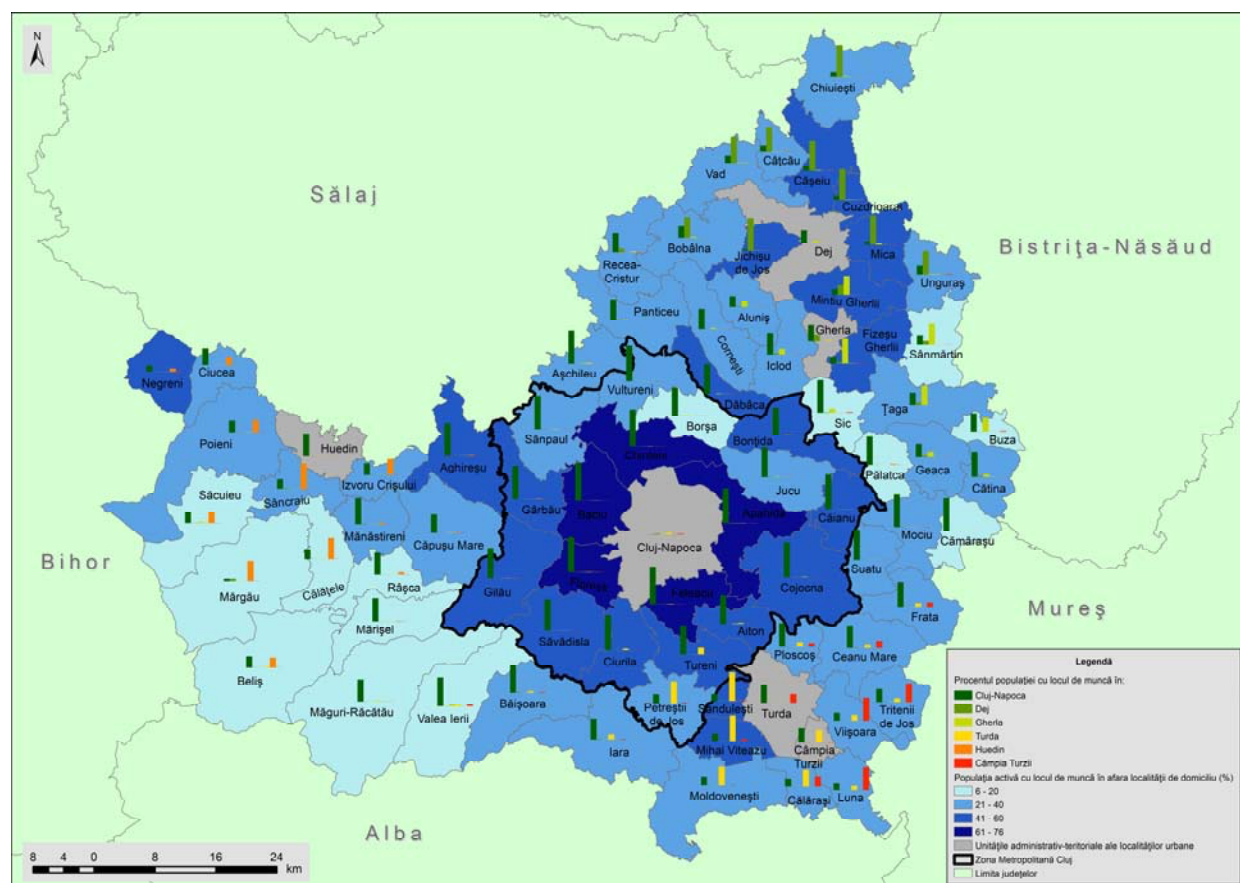 N
Chiuiești
Sălaj
Vad
Câțcău
Cășeiu
Cuzdrioara
Bistrița-Năsăud
Recea-
Cristur
Bobâlna
Jichișu
de Jos
Dej
Mica
Unguraș
Panticeu
Aluniș
Mintiu Gherlii
Cornești
Gherla
Fizeșu
Gherlii
Sânmărtin
Negreni
Ciucea
Așchileu
Iclod
Vultureni
Dăbâca
Țaga
Poieni
Huedin
Sânpaul
Borșa
Sic
Buza
Aghireșu
Chinteni
Bonțida
Pălatca
Geaca
Săcuieu
Sâncraiu
Izvoru Crișului
Jucu
Cătina
Mănăstireni
Căpușu Mare
Gârbău
Baciu
Apahida
Căianu
Mociu
Cămărașu
Bihor
Cluj-Napoca
Suatu
Mărgău
Călățele
Râșca
Gilău
Florești
Feleacu
Cojocna
Mureș
Mărișel
Frata
Săvădisla
Ciurila
Aiton
Beliș
Tureni
Ploscoș
Ceanu Mare
Măguri-Răcătău
Valea Ierii
Băișoara
Petreștii
de Jos
Săndulești
Turda
Viișoara
Tritenii
de Jos
Iara
Mihai Viteazu
Câmpia
Turzii
Moldovenești
Călărași
Luna
Alba
8 4 0 8 16 24
km
Legendă
Procentul populației cu locul de muncă în:
Cluj-Napoca
Dej
Gherla
Turda
Huedin
Câmpia Turzii
Populația activă cu locul de muncă în afara localității de domiciliu (%)
6 - 20
21 - 40
41 - 60
61 - 76
Unitățile administrativ-teritoriale ale localităților urbane
Zona Metropolitană Cluj
Limita județelor